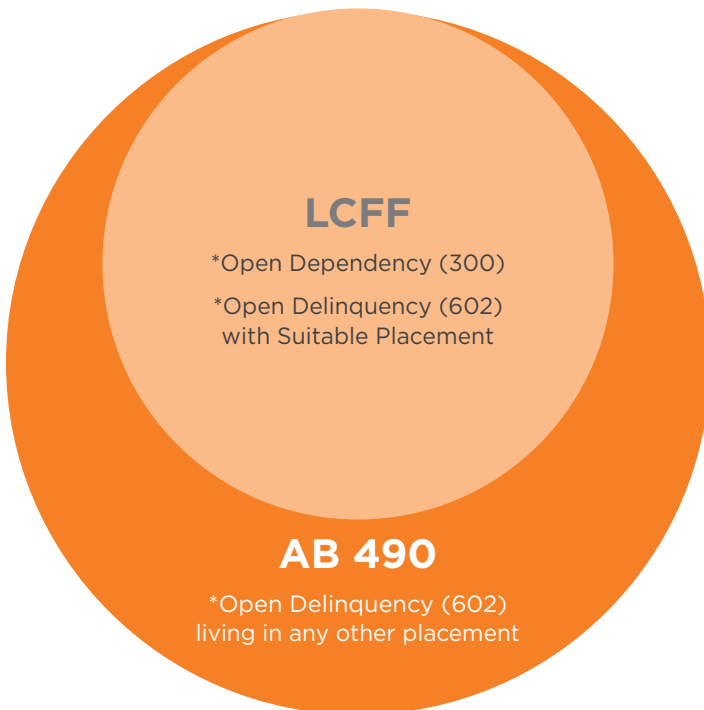 LCFF
*Open Dependency (300)
*Open Delinquency (602)
with Suitable Placement
AB 490
*Open Delinquency (602)
living in any other placement